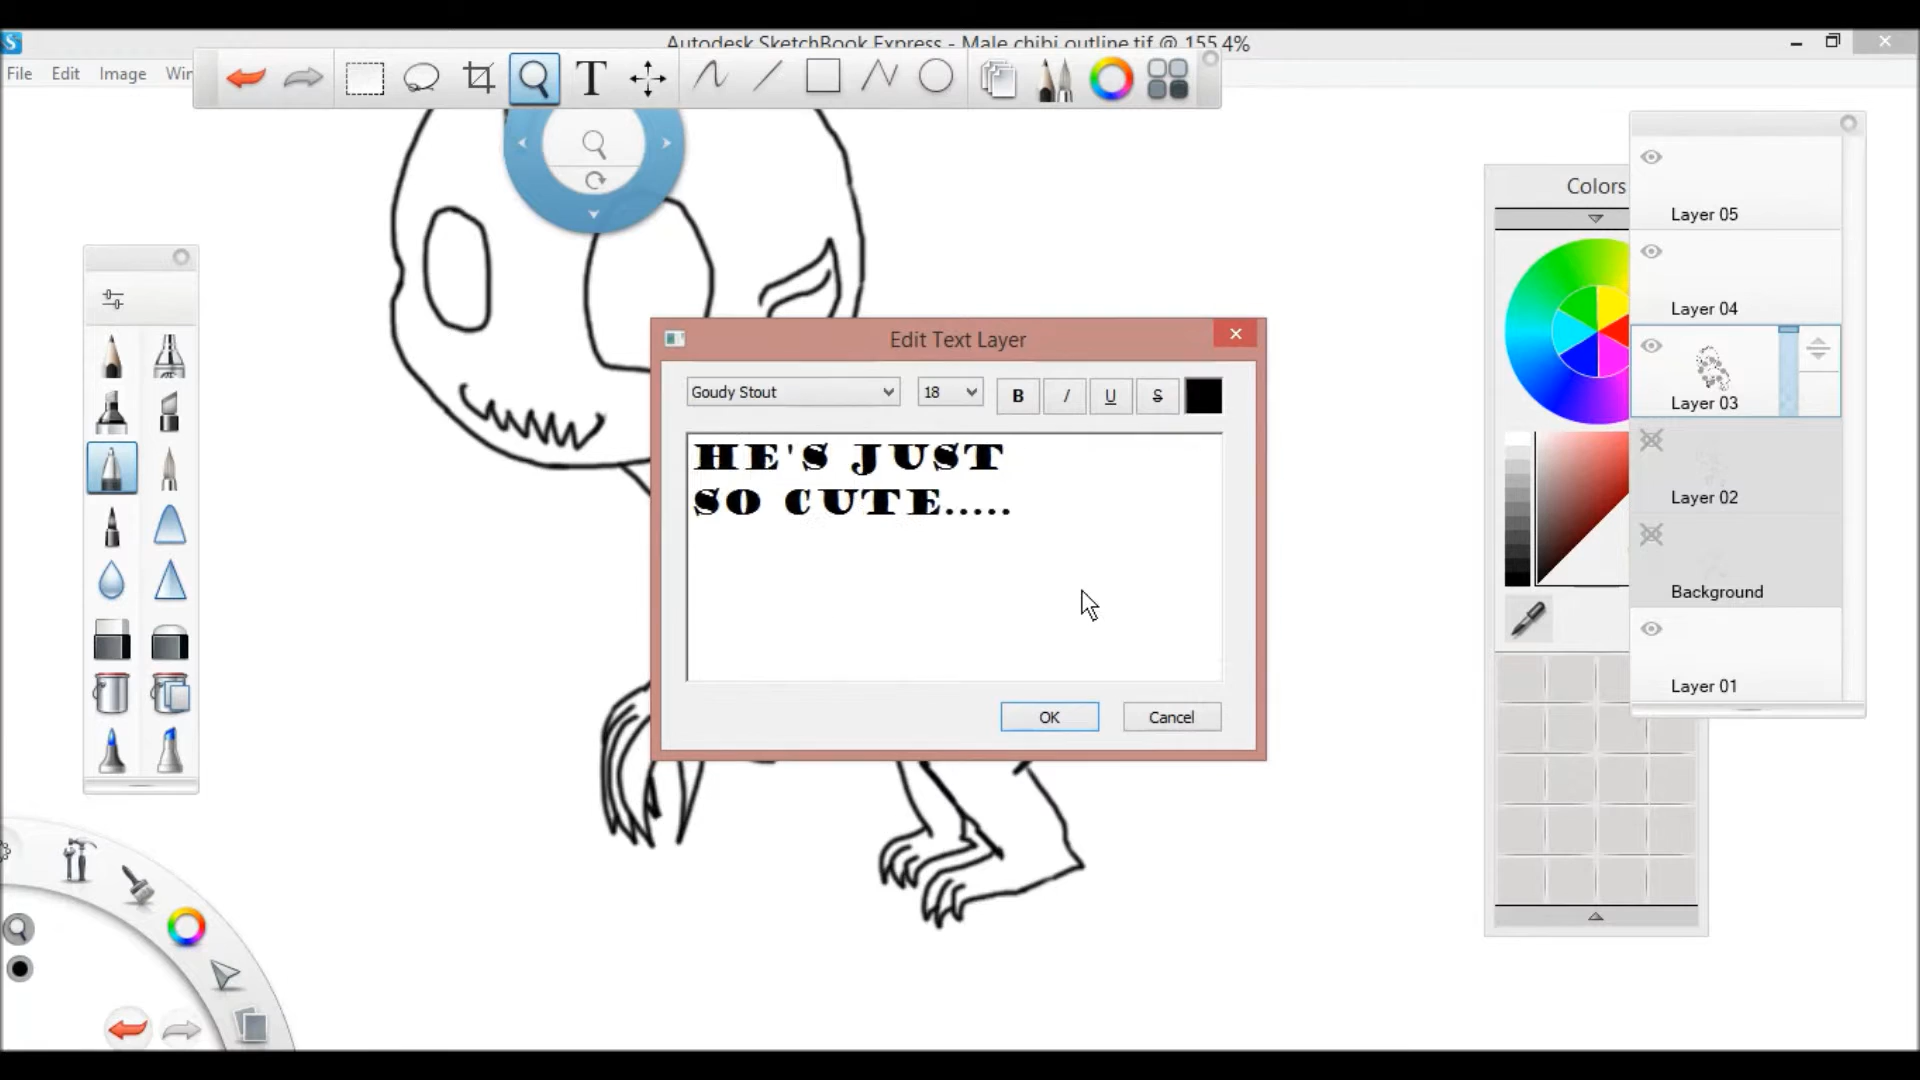 Autodesk SketchBook Express - Male chibi outline.tif @ 155.4%
File Edit Image Win
T
Colors
Layer 05
Layer 04
Layer 03
Layer 02
Background
Layer 01
Edit Text Layer
Goudy Stout 18 B I U S
HE'S JUST
SO CUTE.....
OK Cancel